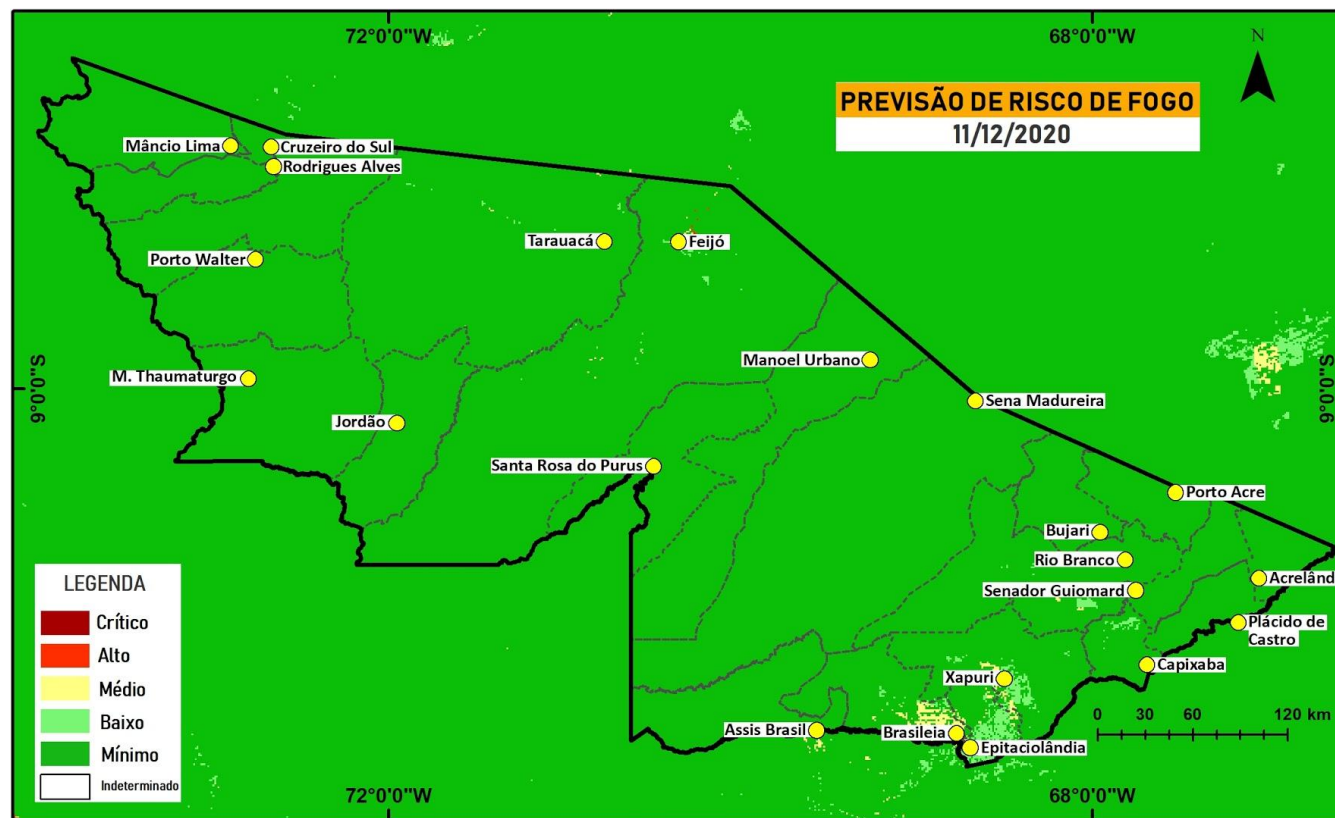 72°0'0"W
68°0'0"W
N
PREVISÃO DE RISCO DE FOGO
11/12/2020
Mâncio Lima
Cruzeiro do Sul
Rodrigues Alves
Tarauacá
Feijó
Porto Walter
Manoel Urbano
M. Thaumaturgo
9°0'0"S
9°0'0"S
Sena Madureira
Jordão
Santa Rosa do Purus
Porto Acre
Bujari
Rio Branco
Acrelând
Senador Guiomard
Plácido de
Castro
Capixaba
Xapuri
Assis Brasil
Brasileia
Epitaciolândia
0 30 60 120 km
LEGENDA
Crítico
Alto
Médio
Baixo
Mínimo
Indeterminado
72°0'0"W
68°0'0"W